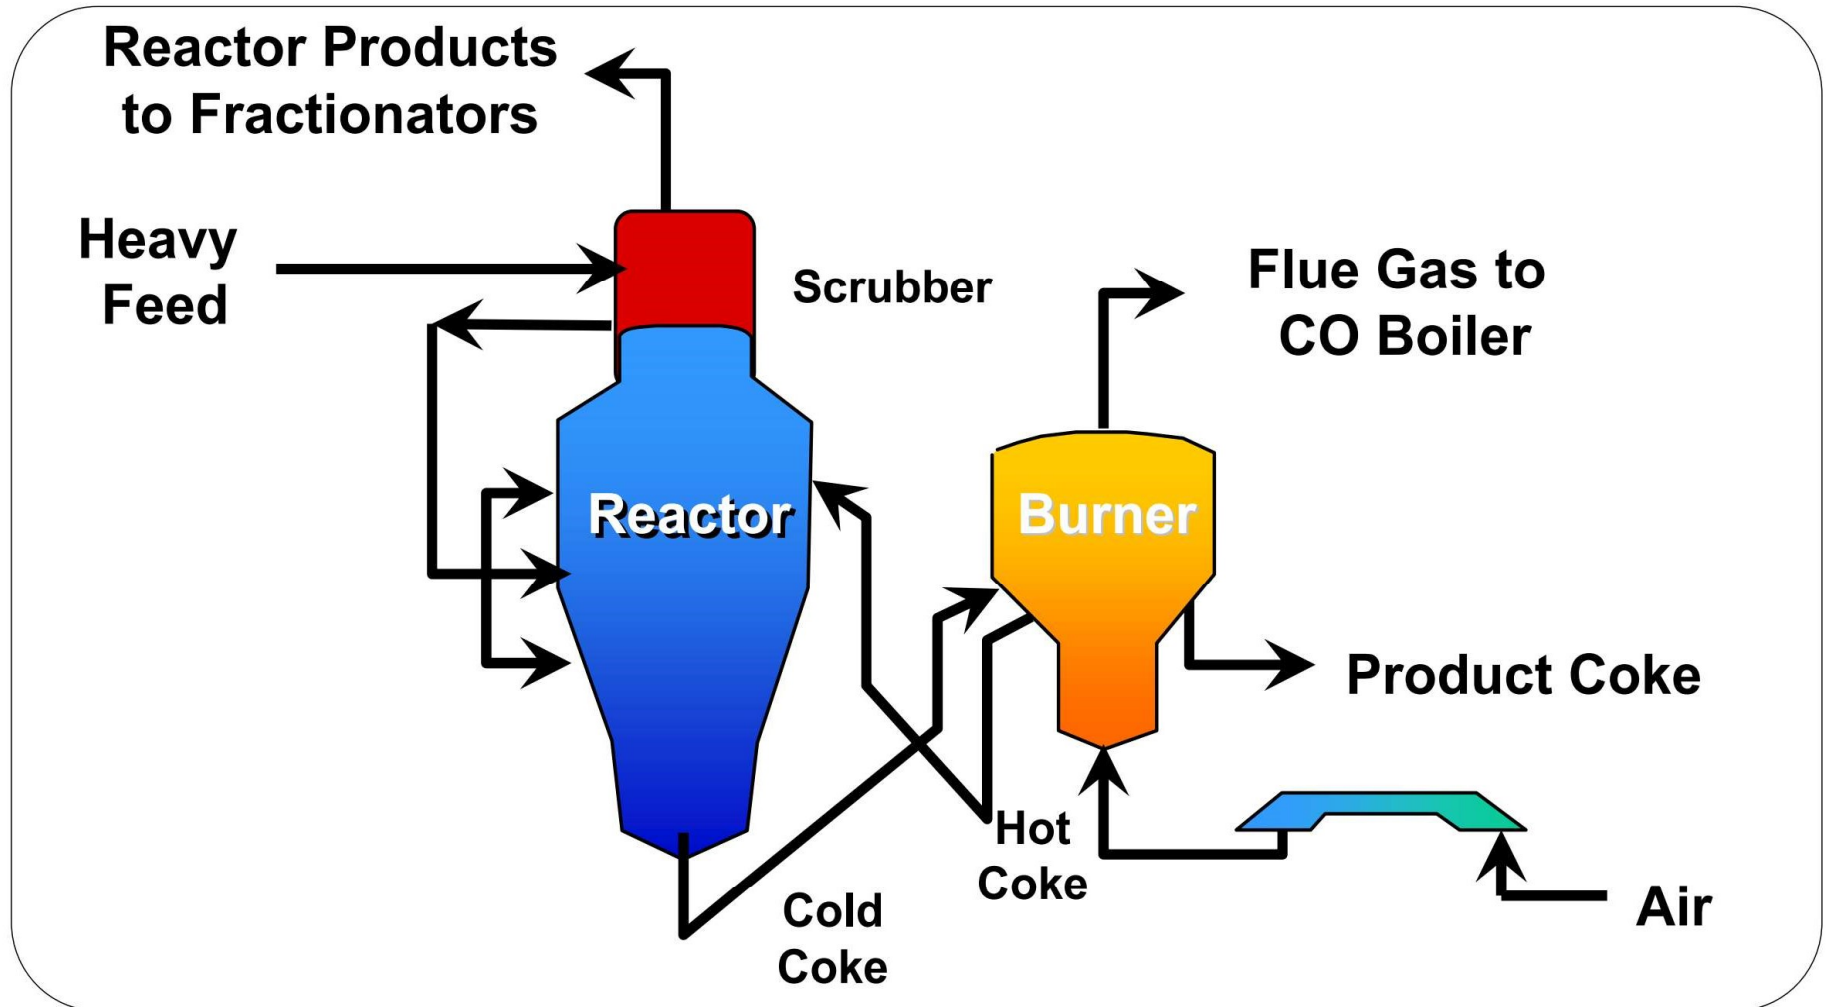 Reactor Products
to Fractionators
Heavy
Feed
Scrubber
Flue Gas to
CO Boiler
Reactor
Burner
Product Coke
Hot
Coke
Cold
Coke
Air